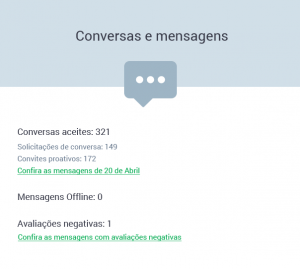 Conversas e mensagens
Conversas aceites: 321
Solicitações de conversa: 149
Convites proativos: 172
Confira as mensagens de 20 de Abril
Mensagens Offline: 0
Avaliações negativas: 1
Confira as mensagens com avaliações negativas